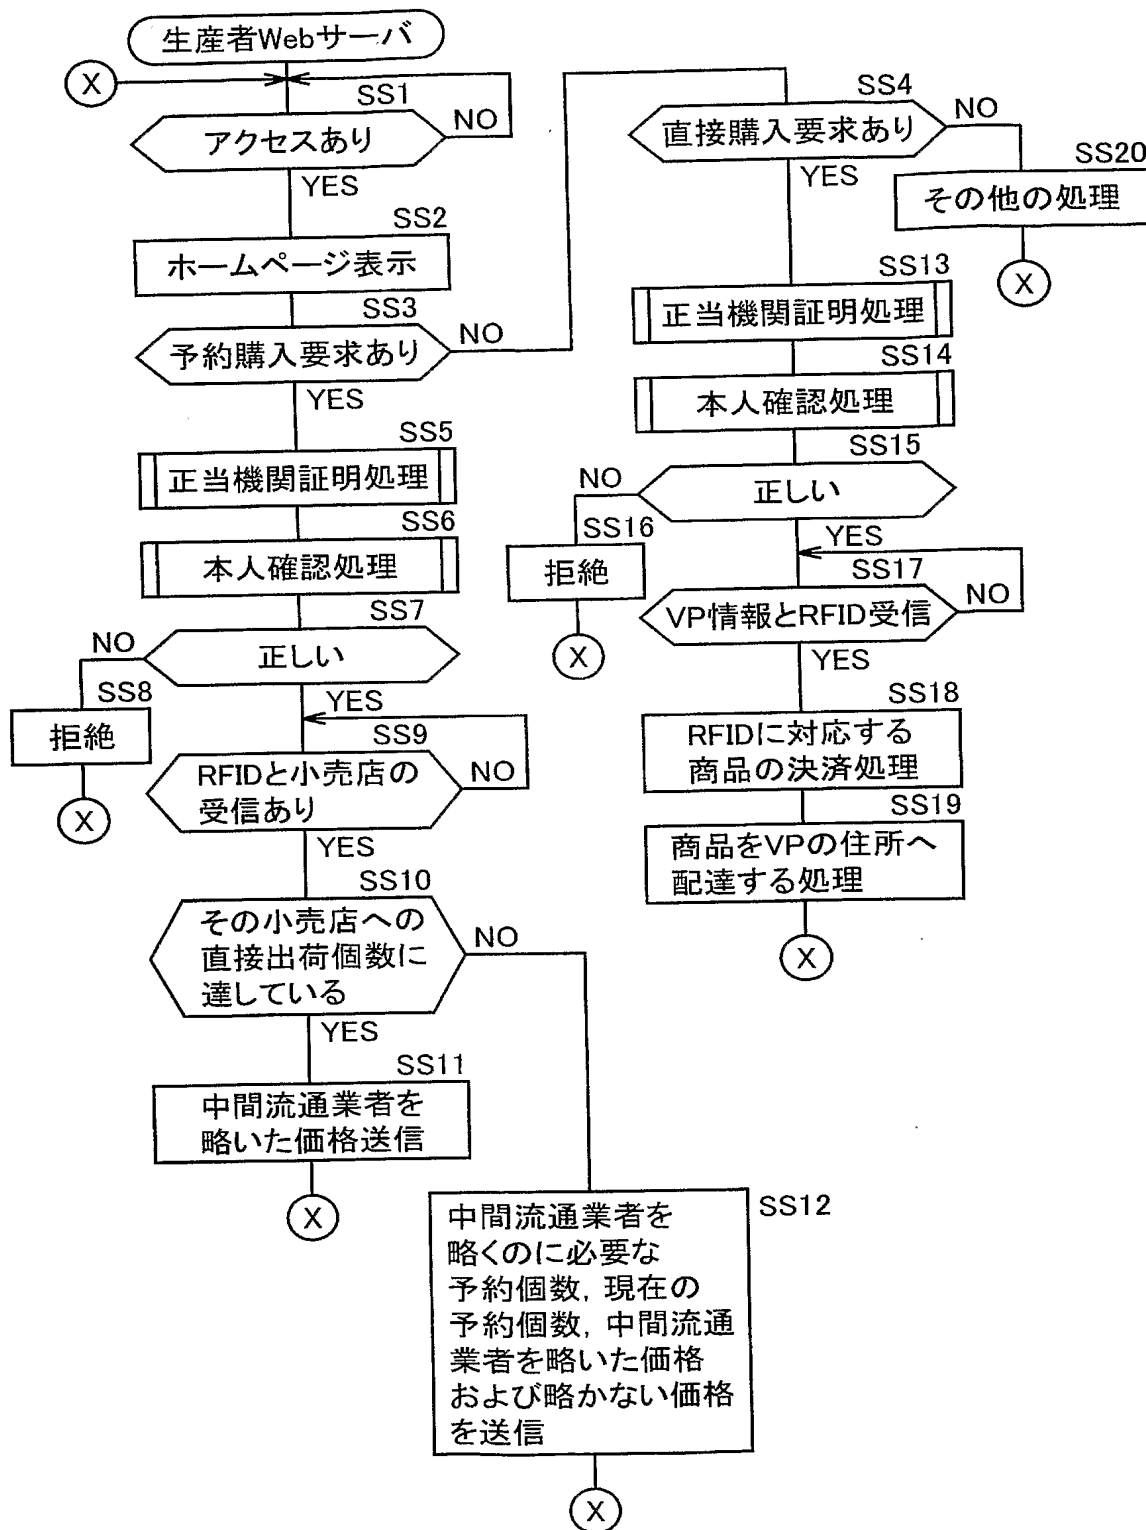 生産者Webサーバ
X
SS1
アクセスあり
NO
YES
SS2
ホームページ表示
SS3
予約購入要求あり
NO
YES
SS5
正当機関証明処理
SS6
本人確認処理
SS7
NO
正しい
YES
SS8
拒絶
X
SS9
RFIDと小売店の
受信あり
NO
YES
SS10
その小売店への
直接出荷個数に
達している
NO
YES
SS11
中間流通業者を
略いた価格送信
X
SS12
中間流通業者を
略くのに必要な
予約個数, 現在の
予約個数, 中間流通
業者を略いた価格
および略かない価格
を送信
X
SS4
直接購入要求あり
NO
YES
SS20
その他の処理
X
SS13
正当機関証明処理
SS14
本人確認処理
SS15
NO
正しい
YES
SS16
拒絶
X
SS17
VP情報とRFID受信
NO
YES
SS18
RFIDに対応する
商品の決済処理
SS19
商品をVPの住所へ
配達する処理
X